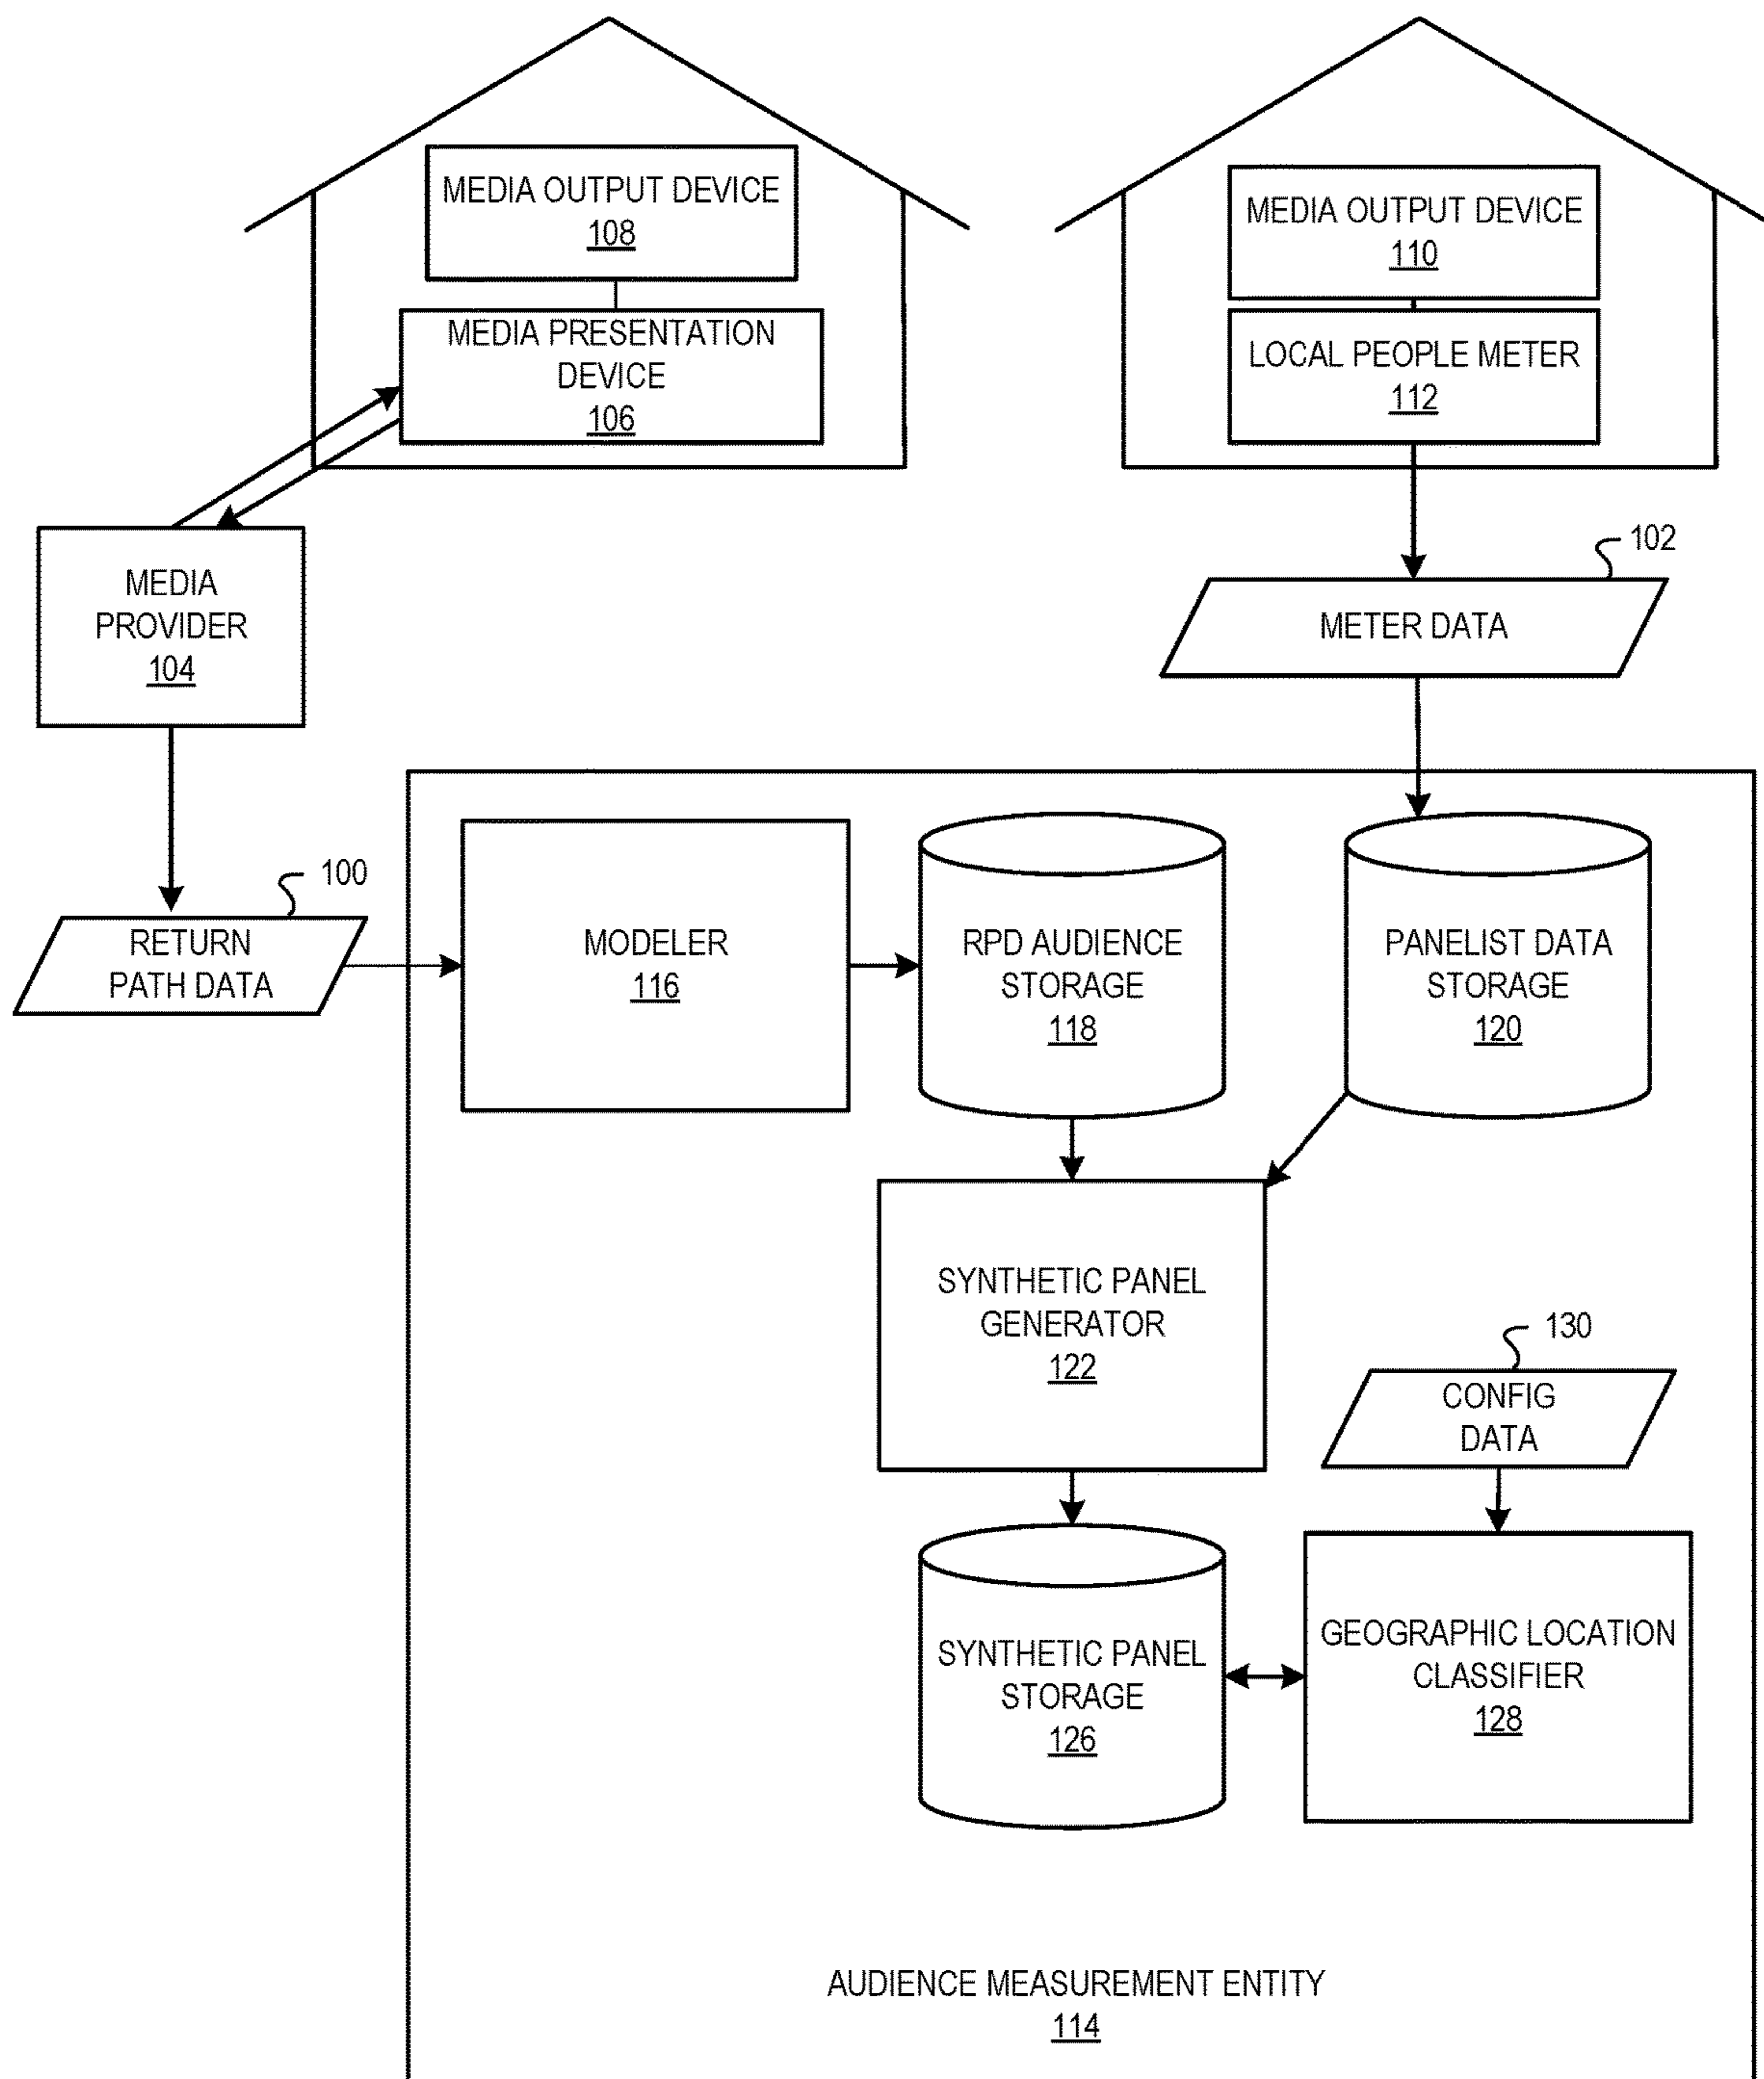 MEDIA OUTPUT DEVICE
108
MEDIA PRESENTATION
DEVICE
106
MEDIA OUTPUT DEVICE
110
LOCAL PEOPLE METER
112
MEDIA
PROVIDER
104
102
METER DATA
100
RETURN
PATH DATA
MODELER
116
RPD AUDIENCE
STORAGE
118
PANELIST DATA
STORAGE
120
SYNTHETIC PANEL
GENERATOR
122
130
CONFIG
DATA
SYNTHETIC PANEL
STORAGE
126
GEOGRAPHIC LOCATION
CLASSIFIER
128
AUDIENCE MEASUREMENT ENTITY
114